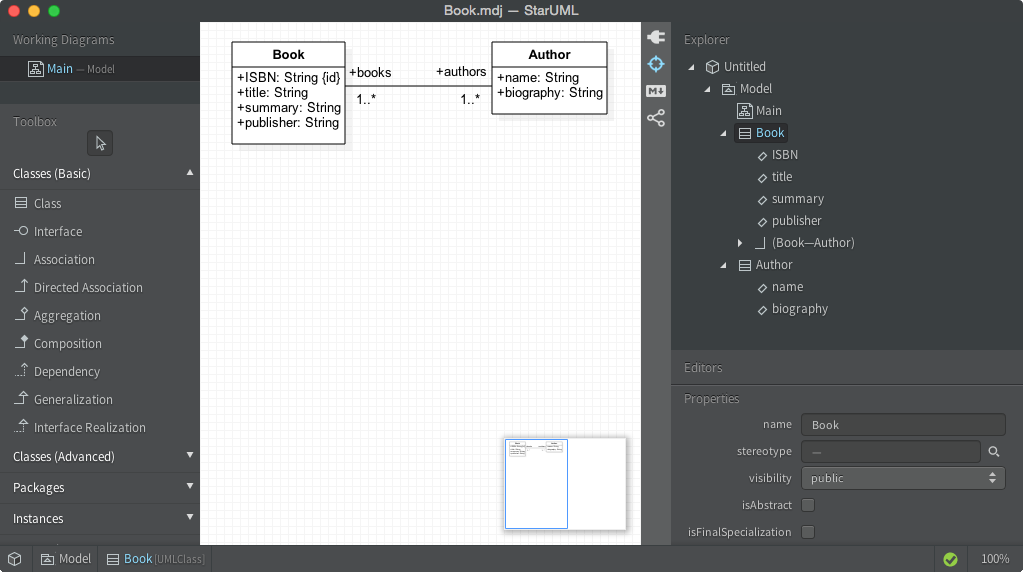 Book.mdj — StarUML
Working Diagrams
Main — Model
Toolbox
Classes (Basic)
Class
Interface
Association
Directed Association
Aggregation
Composition
Dependency
Generalization
Interface Realization
Classes (Advanced)
Packages
Instances
Book
+ISBN: String {id}
+title: String
+summary: String
+publisher: String
+books
1..*
+authors
1..*
Author
+name: String
+biography: String
M↓
Explorer
Untitled
Model
Main
Book
ISBN
title
summary
publisher
(Book—Author)
Author
name
biography
Editors
Properties
name Book
stereotype —
visibility public
isAbstract
isFinalSpecialization
Model Book [UMLClass] 100%